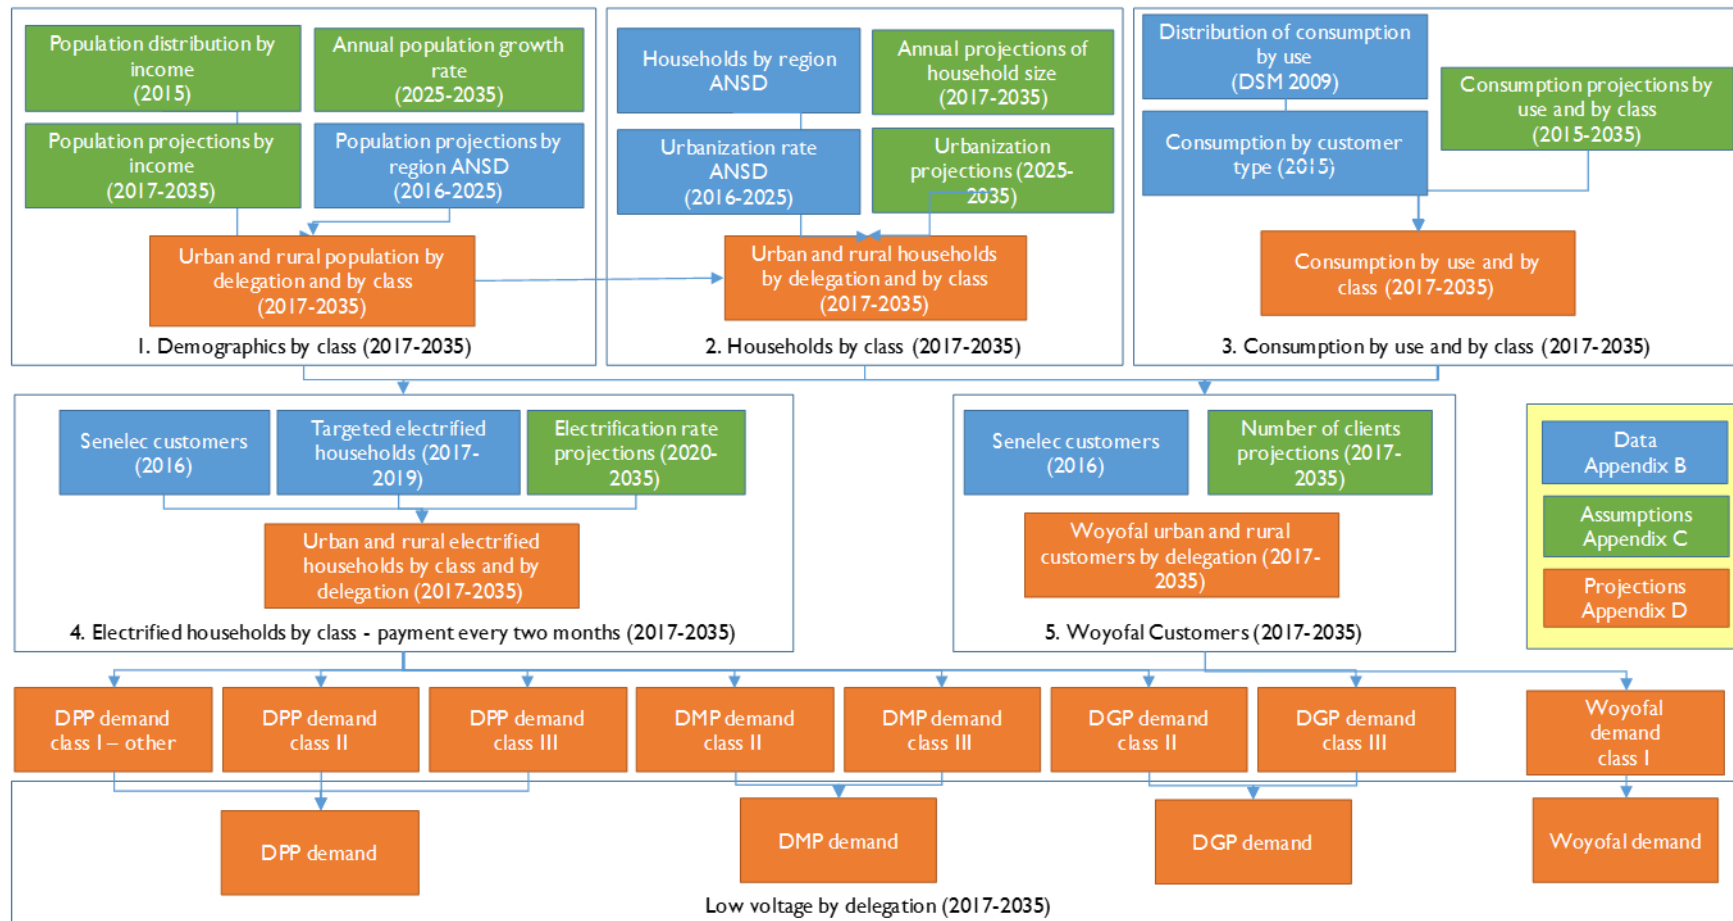 Population distribution by
income
(2015)
Annual population growth
rate
(2025-2035)
Population projections by
income
(2017-2035)
Population projections by
region ANSD
(2016-2025)
Urban and rural population by
delegation and by class
(2017-2035)
1. Demographics by class (2017-2035)
Households by region
ANSD
Annual projections of
household size
(2017-2035)
Urbanization rate
ANSD
(2016-2025)
Urbanization
projections (2025-
2035)
Urban and rural households
by delegation and by class
(2017-2035)
2. Households by class (2017-2035)
Distribution of consumption
by use
(DSM 2009)
Consumption projections by
use and by class
(2015-2035)
Consumption by customer
type (2015)
Consumption by use and by
class (2017-2035)
3. Consumption by use and by class (2017-2035)
Senelec customers
(2016)
Targeted electrified
households (2017-
2019)
Electrification rate
projections (2020-
2035)
Urban and rural electrified
households by class and by
delegation (2017-2035)
4. Electrified households by class - payment every two months (2017-2035)
Senelec customers
(2016)
Number of clients
projections (2017-
2035)
Woyofal urban and rural
customers by delegation (2017-
2035)
5. Woyofal Customers (2017-2035)
Data
Appendix B
Assumptions
Appendix C
Projections
Appendix D
DPP demand
class I – other
DPP demand
class II
DPP demand
class III
DMP demand
class II
DMP demand
class III
DGP demand
class II
DGP demand
class III
Woyofal
demand
class I
DPP demand
DMP demand
DGP demand
Woyofal demand
Low voltage by delegation (2017-2035)